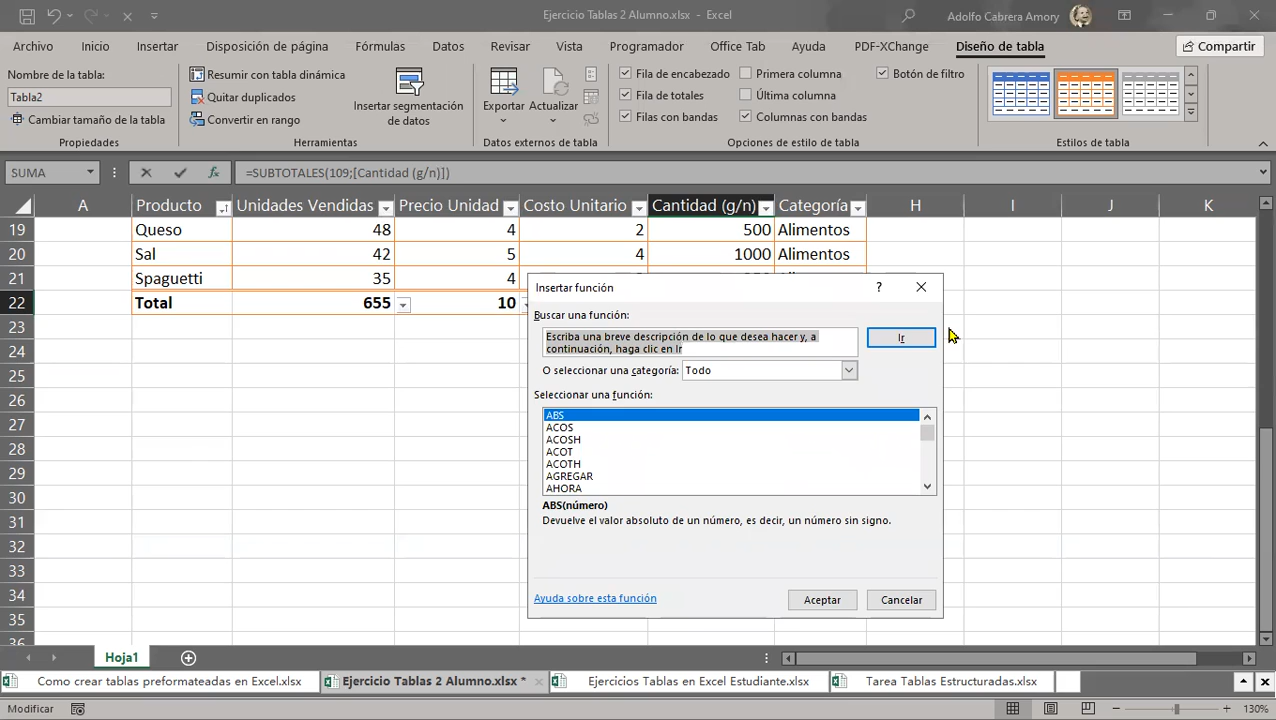 Ejercicio Tablas 2 Alumno.xlsx - Excel
Adolfo Cabrera Amory
Archivo Inicio Insertar Disposición de página Fórmulas Datos Revisar Vista Programador Office Tab Ayuda PDF-XChange Diseño de tabla Compartir
Nombre de la tabla:
Tabla2
Cambiar tamaño de la tabla
Propiedades
Resumir con tabla dinámica
Quitar duplicados
Convertir en rango
Insertar segmentación
de datos
Herramientas
Exportar Actualizar
Datos externos de tabla
Fila de encabezado Primera columna Botón de filtro
Fila de totales Última columna
Filas con bandas Columnas con bandas
Opciones de estilo de tabla
Estilos de tabla
SUMA =SUBTOTALES(109;[Cantidad (g/n)])
A Producto Unidades Vendidas Precio Unidad Costo Unitario Cantidad (g/n) Categoría H I J K
19 Queso 48 4 2 500 Alimentos
20 Sal 42 5 4 1000 Alimentos
21 Spaguetti 35 4
22 Total 655 10
23
24
25
26
27
28
29
30
31
32
33
34
35
36
Insertar función ?
Buscar una función:
Escriba una breve descripción de lo que desea hacer y, a
continuación, haga clic en Ir
Ir
O seleccionar una categoría: Todo
Seleccionar una función:
ABS
ACOS
ACOSH
ACOT
ACOTH
AGREGAR
AHORA
ABS(número)
Devuelve el valor absoluto de un número, es decir, un número sin signo.
Ayuda sobre esta función
Aceptar Cancelar
Hoja1
Como crear tablas preformateadas en Excel.xlsx Ejercicio Tablas 2 Alumno.xlsx * Ejercicios Tablas en Excel Estudiante.xlsx Tarea Tablas Estructuradas.xlsx
Modificar 130%